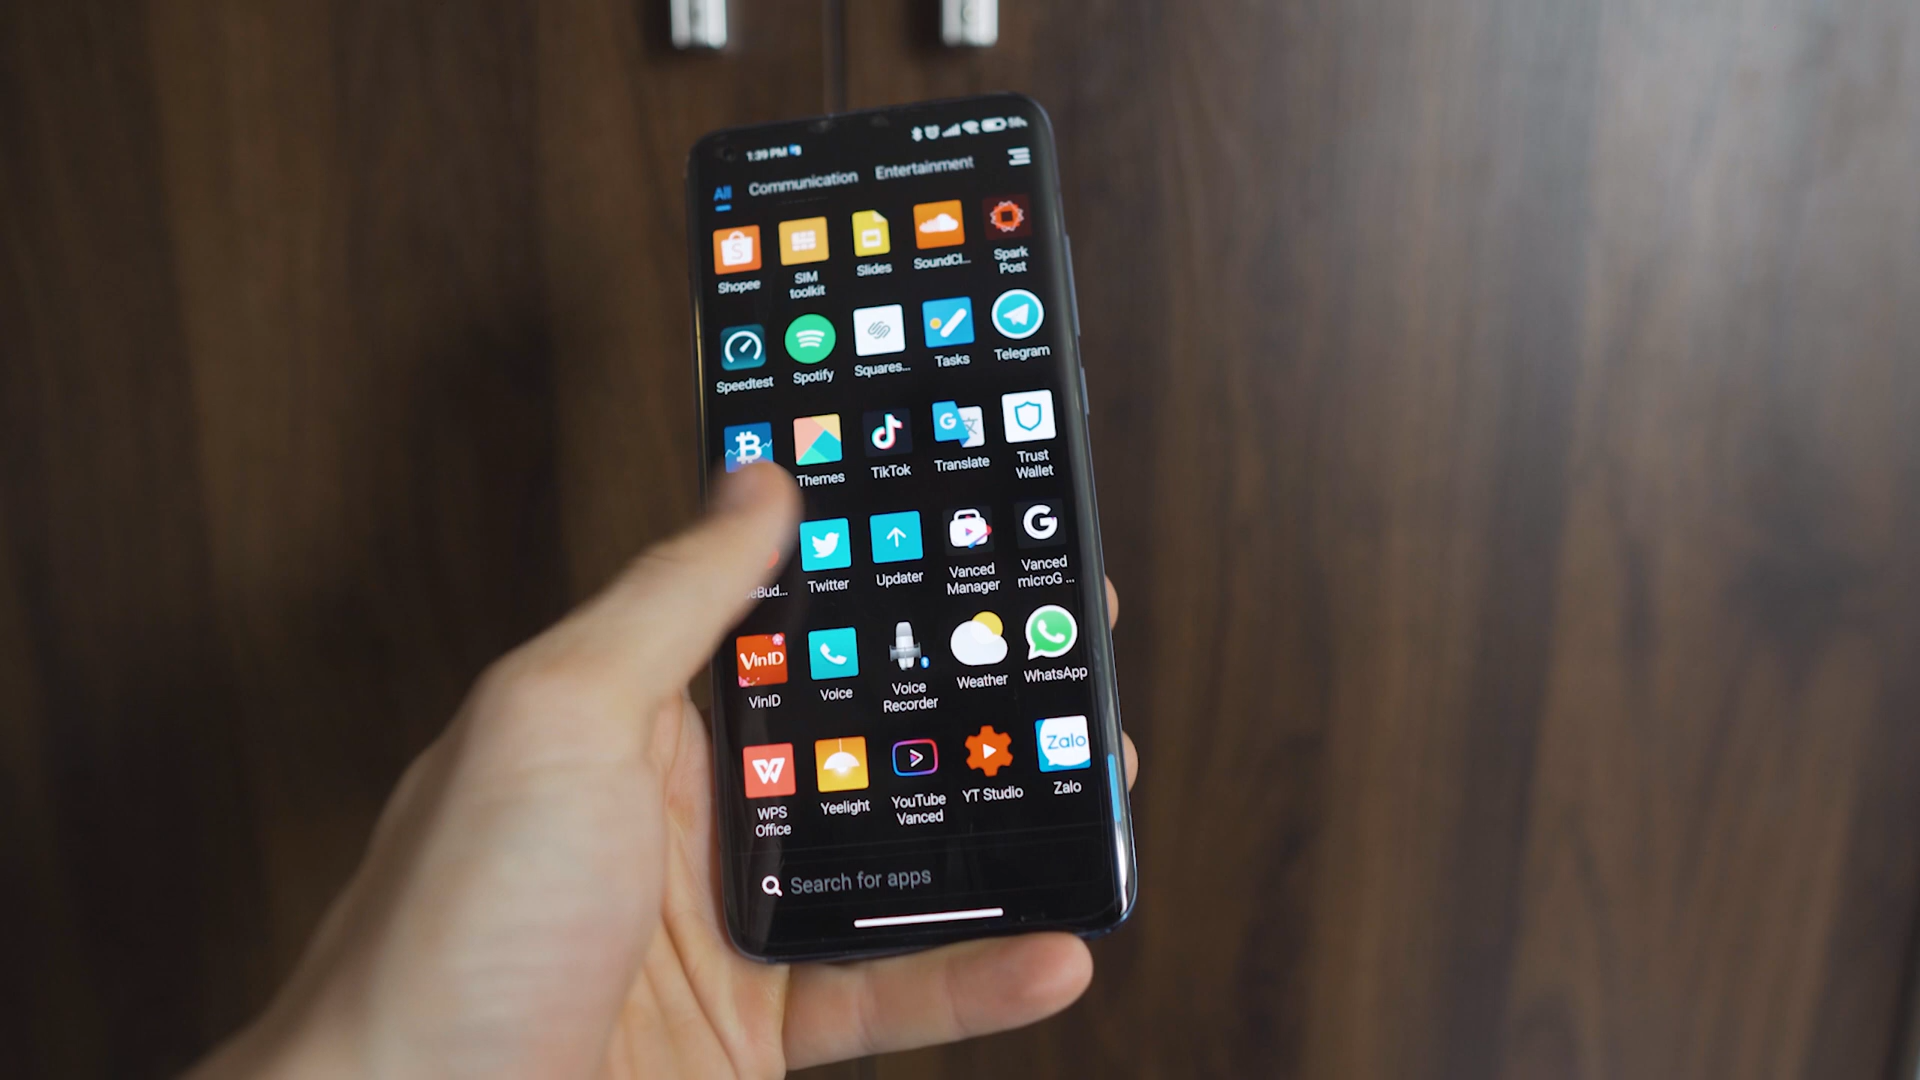 1:39 PM
58%
All Communication Entertainment
Shopee
SIM
toolkit
Slides
SoundCl...
Spark
Post
Speedtest
Spotify
Squares...
Tasks
Telegram
Themes
TikTok
Translate
Trust
Wallet
eBud...
Twitter
Updater
Vanced
Manager
Vanced
microG ...
VinID
VinID
Voice
Voice
Recorder
Weather
WhatsApp
WPS
Office
Yeelight
YouTube
Vanced
YT Studio
Zalo
Zalo
Search for apps